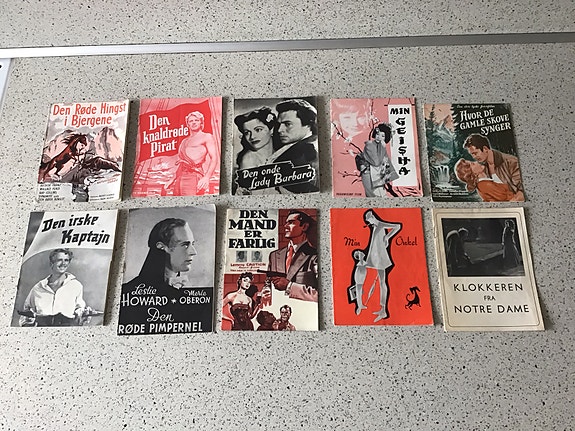 Den Røde Hingst
i Bjergene
Den
knaldrøde
Pirat
Den onde
Lady Barbara
MIN
GEISHA
HVOR DE
GAMLE SKOVE
SYNGER
Den irske
Kaptajn
Leslie Merle
HOWARD * OBERON
Den
RØDE PIMPERNEL
DEN
MAND
ER
FARLIG
Min Onkel
KLOKKEREN
FRA
NOTRE DAME